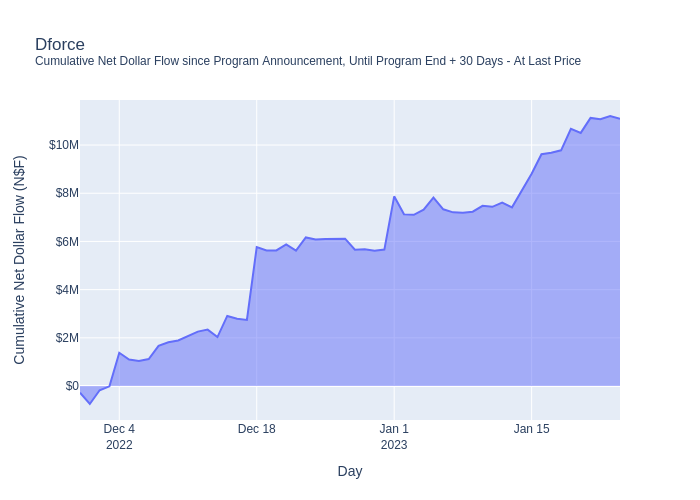 Dforce
Cumulative Net Dollar Flow since Program Announcement, Until Program End + 30 Days - At Last Price
Cumulative Net Dollar Flow (N$F)
$10M
$8M
$6M
$4M
$2M
$0
Dec 4
2022
Dec 18
Jan 1
2023
Jan 15
Day